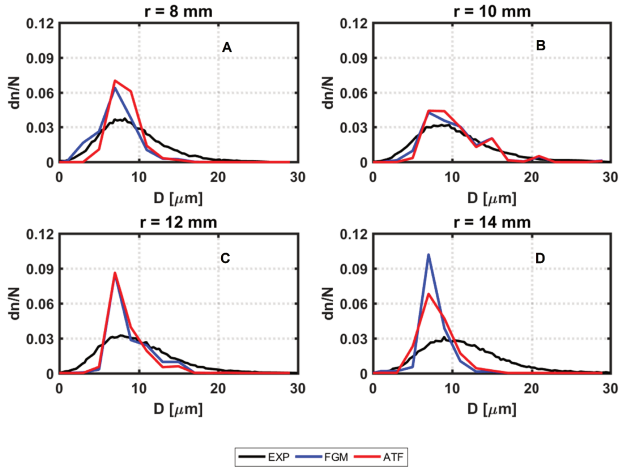 r = 8 mm
r = 10 mm
0.12
0.09
0.06
0.03
0
dn/N
A
0 10 20 30
D [μm]
0.12
0.09
0.06
0.03
0
dn/N
B
0 10 20 30
D [μm]
r = 12 mm
r = 14 mm
0.12
0.09
0.06
0.03
0
dn/N
C
0 10 20 30
D [μm]
0.12
0.09
0.06
0.03
0
dn/N
D
0 10 20 30
D [μm]
EXP FGM ATF